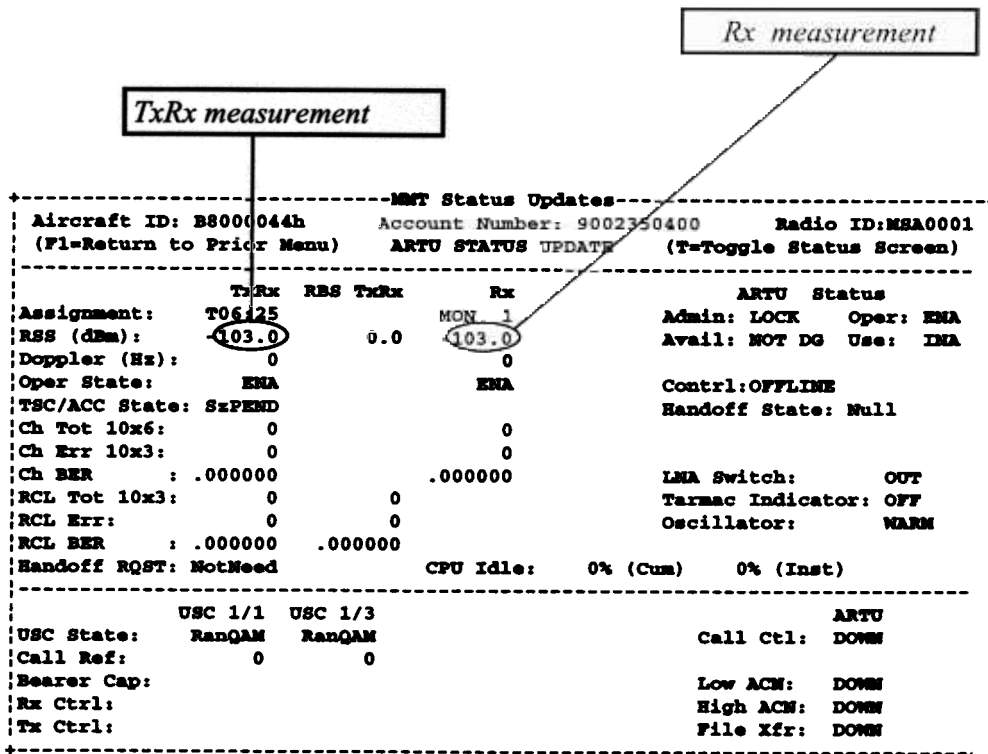 Rx measurement
TxRx measurement
MMT Status Updates
Aircraft ID: B8000044h Account Number: 9002350400 Radio ID:MSA0001
(F1=Return to Prior Menu) ARTU STATUS UPDATE (T=Toggle Status Screen)
TxRx RBS TxRx Rx ARTU Status
Assignment: T06:25 MON 1 Admin: LOCK Oper: ENA
RSS (dBm): -103.0 0.0 -103.0 Avail: NOT DG Use: INA
Doppler (Hz): 0 0
Oper State: ENA ENA Contrl:OFFLINE
TSC/ACC State: SzPEND Handoff State: Null
Ch Tot 10x6: 0 0
Ch Err 10x3: 0 0
Ch BER : .000000 .000000 LNA Switch: OUT
RCL Tot 10x3: 0 0 Tarmac Indicator: OFF
RCL Err: 0 0 Oscillator: WARM
RCL BER : .000000 .000000
Handoff RQST: NotNeed CPU Idle: 0% (Cum) 0% (Inst)
USC 1/1 USC 1/3 ARTU
USC State: RanQAM RanQAM Call Ctl: DOWN
Call Ref: 0 0
Bearer Cap: Low ACN: DOWN
Rx Ctrl: High ACN: DOWN
Tx Ctrl: File Xfr: DOWN